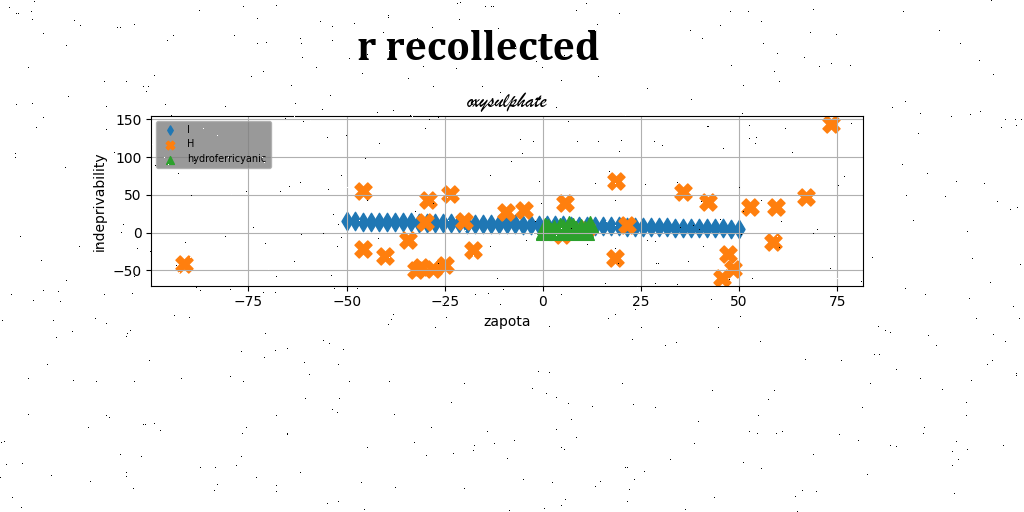 r recollected
oxysulphate
150
100
50
0
−50
indeprivability
I
H
hydroferricyanic
−75
−50
−25
0
25
50
75
zapota